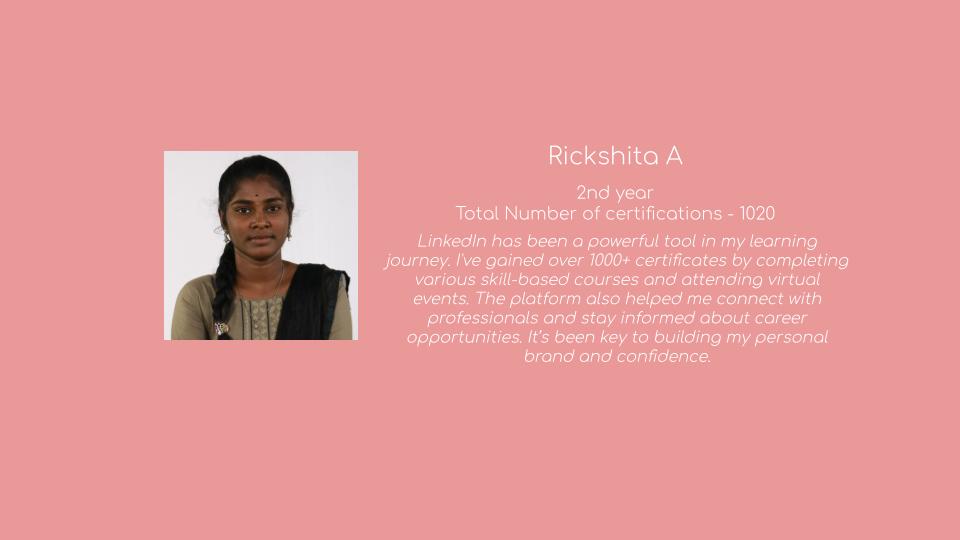 Rickshita A
2nd year
Total Number of certifications - 1020
LinkedIn has been a powerful tool in my learning
journey. I've gained over 1000+ certificates by completing
various skill-based courses and attending virtual
events. The platform also helped me connect with
professionals and stay informed about career
opportunities. It’s been key to building my personal
brand and confidence.